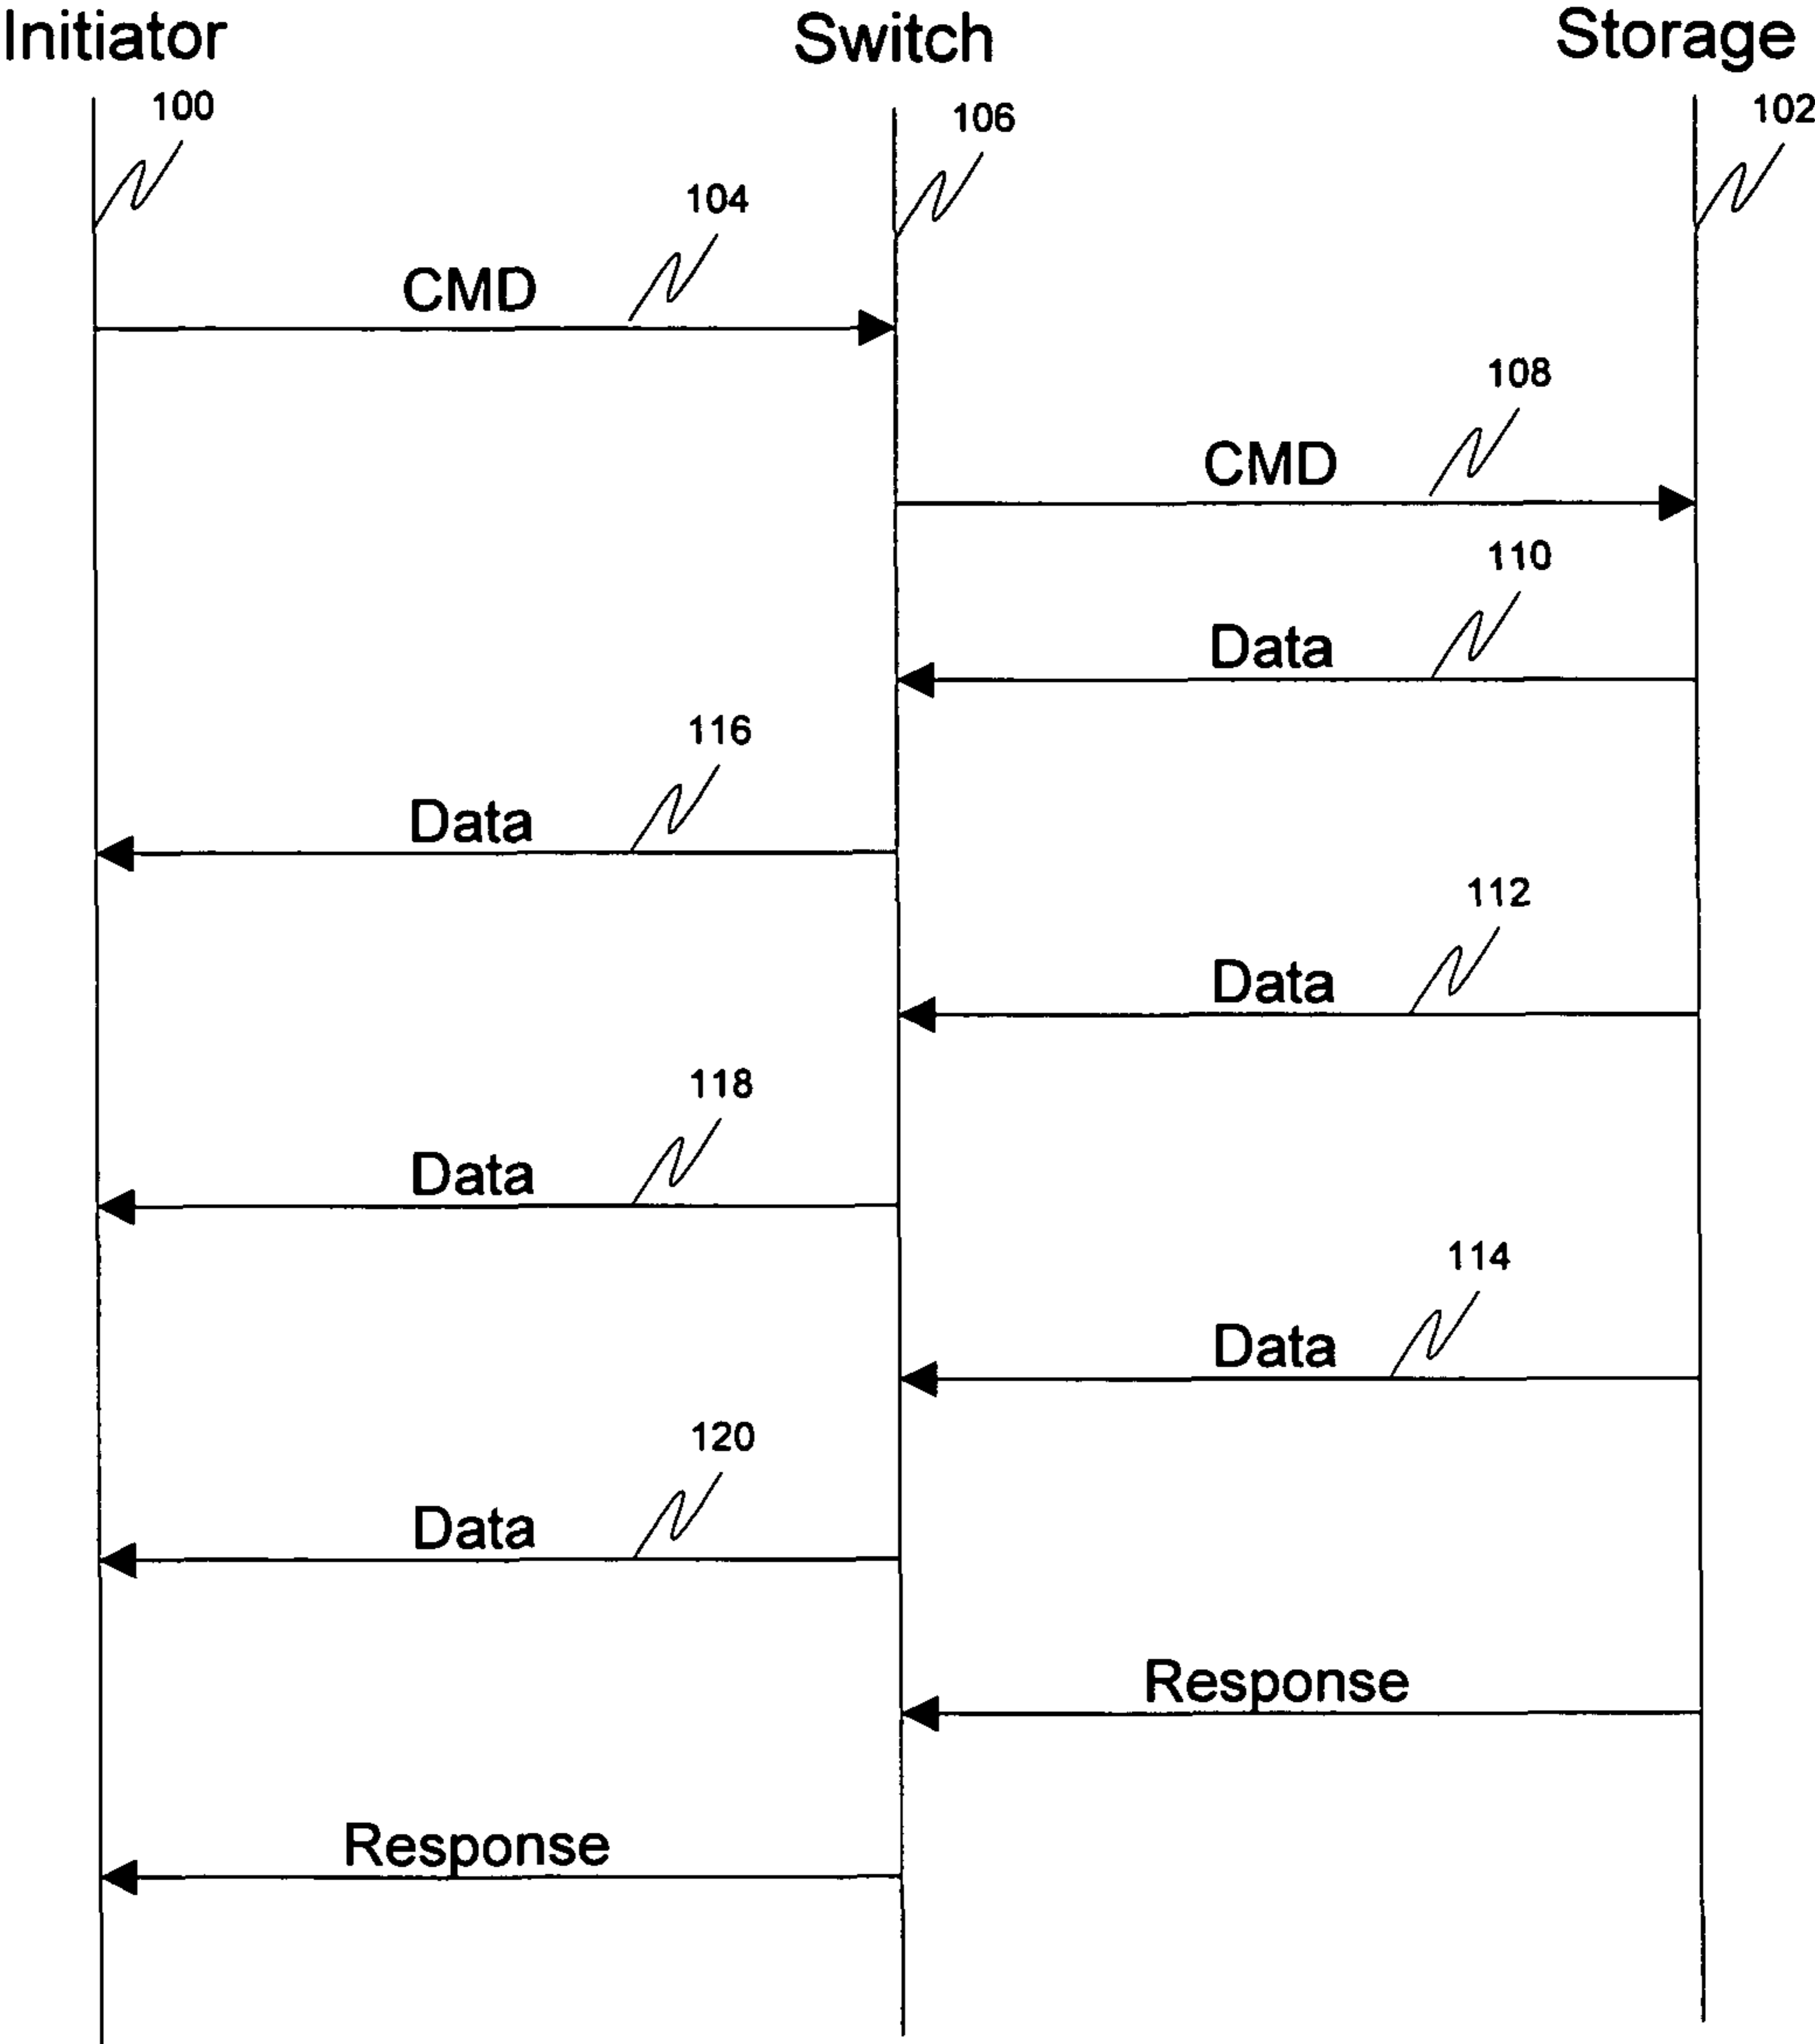 Initiator
Switch
Storage
100
106
102
104
CMD
108
CMD
110
Data
116
Data
112
Data
118
Data
114
Data
120
Data
Response
Response